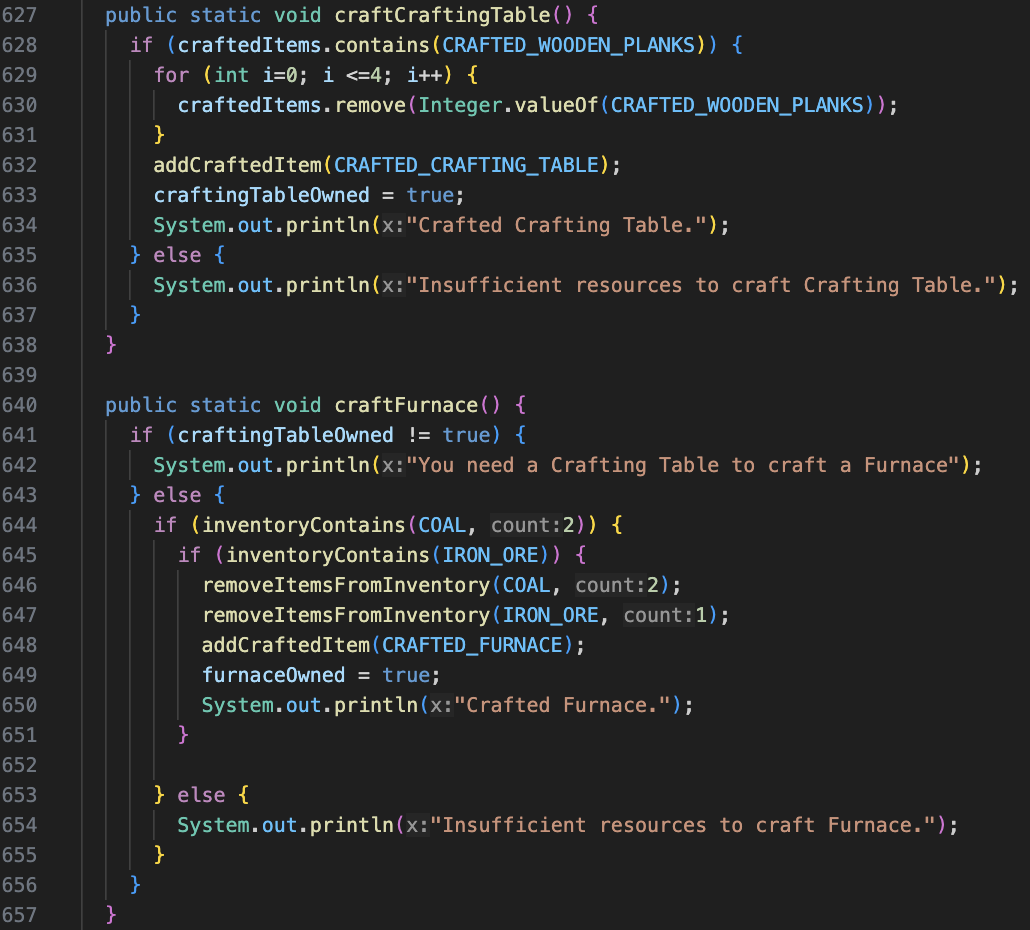 627 public static void craftCraftingTable() {
628 if (craftedItems.contains(CRAFTED_WOODEN_PLANKS)) {
629 for (int i=0; i <=4; i++) {
630 craftedItems.remove(Integer.valueOf(CRAFTED_WOODEN_PLANKS));
631 }
632 addCraftedItem(CRAFTED_CRAFTING_TABLE);
633 craftingTableOwned = true;
634 System.out.println(x:"Crafted Crafting Table.");
635 } else {
636 System.out.println(x:"Insufficient resources to craft Crafting Table.");
637 }
638 }
639
640 public static void craftFurnace() {
641 if (craftingTableOwned != true) {
642 System.out.println(x:"You need a Crafting Table to craft a Furnace");
643 } else {
644 if (inventoryContains(COAL, count:2)) {
645 if (inventoryContains(IRON_ORE)) {
646 removeItemsFromInventory(COAL, count:2);
647 removeItemsFromInventory(IRON_ORE, count:1);
648 addCraftedItem(CRAFTED_FURNACE);
649 furnaceOwned = true;
650 System.out.println(x:"Crafted Furnace.");
651 }
652
653 } else {
654 System.out.println(x:"Insufficient resources to craft Furnace.");
655 }
656 }
657 }